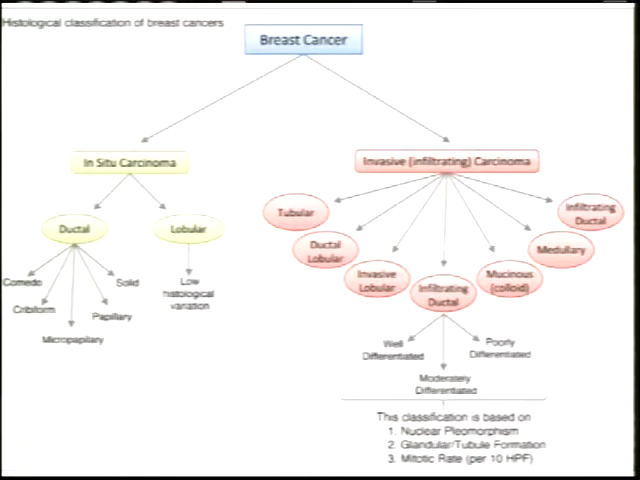 Histological classification of breast cancers
Breast Cancer
In Situ Carcinoma
Invasive (infiltrating) Carcinoma
Ductal
Lobular
Comedo
Cribiform
Micropapillary
Papillary
Solid
Low
histological
variation
Tubular
Ductal
Lobular
Invasive
Lobular
Infiltrating
Ductal
Mucinous
(colloid)
Medullary
Infiltrating
Ductal
Well
Differentiated
Moderately
Differentiated
Poorly
Differentiated
This classification is based on
1. Nuclear Pleomorphism
2. Glandular/Tubule Formation
3. Mitotic Rate (per 10 HPF)